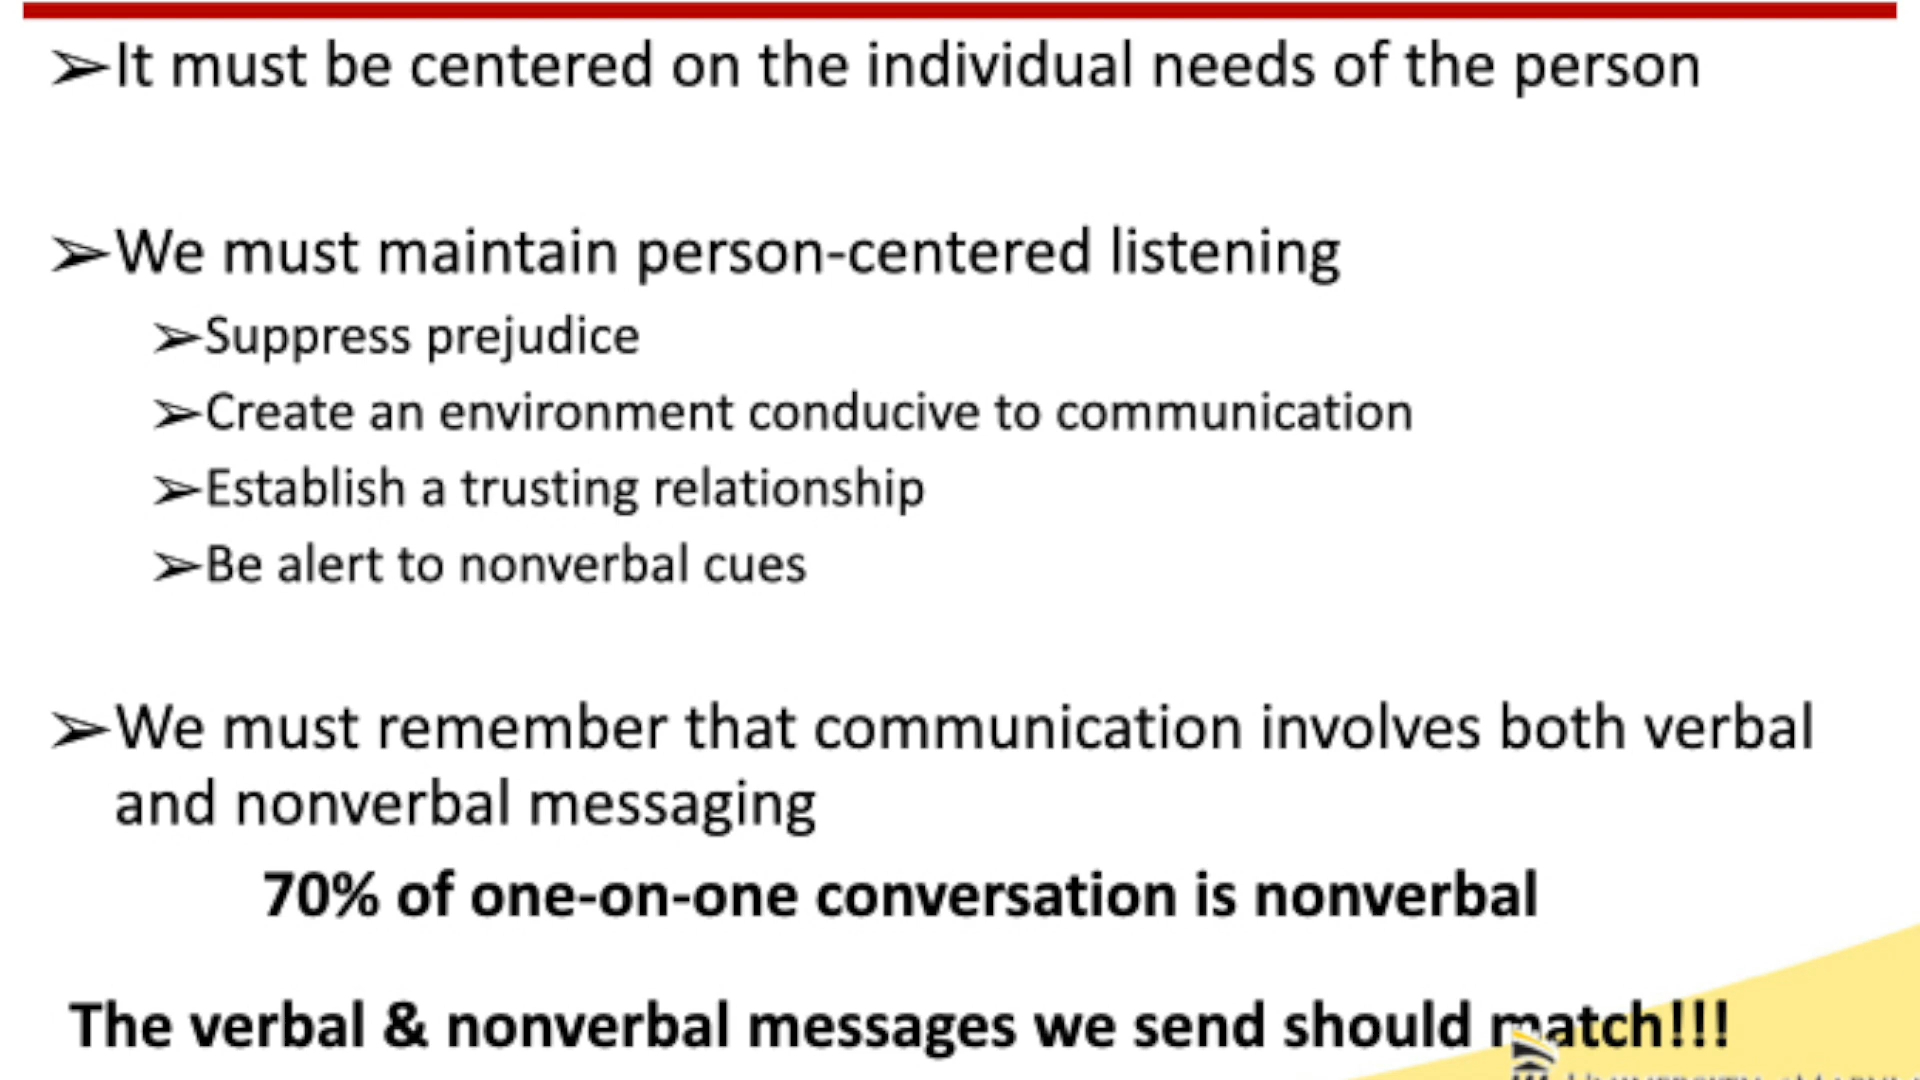 ➢It must be centered on the individual needs of the person
➢We must maintain person-centered listening
➢Suppress prejudice
➢Create an environment conducive to communication
➢Establish a trusting relationship
➢Be alert to nonverbal cues
➢We must remember that communication involves both verbal
and nonverbal messaging
70% of one-on-one conversation is nonverbal
The verbal & nonverbal messages we send should match!!!